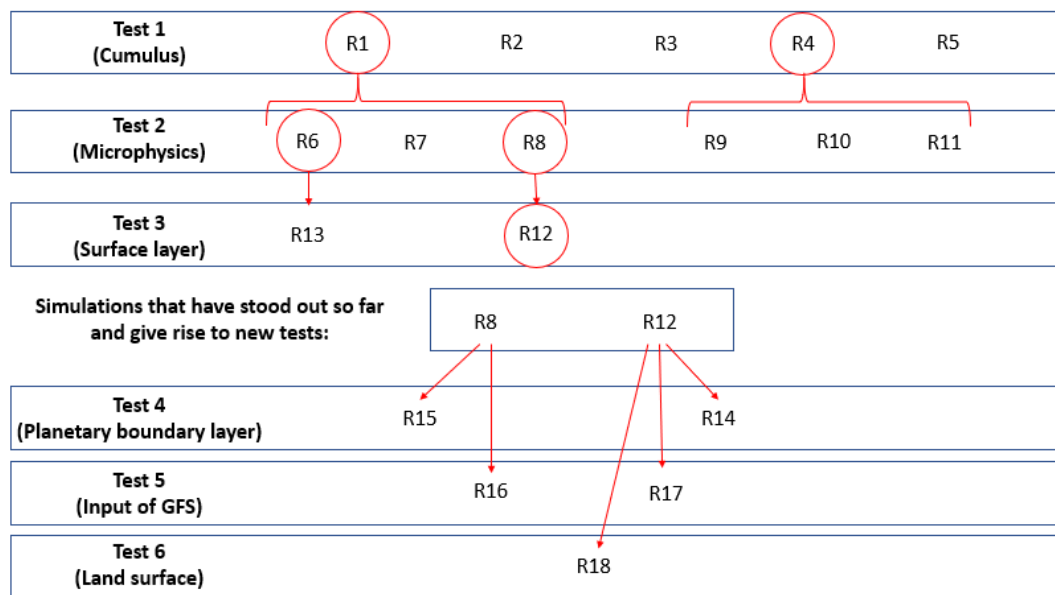 Test 1
(Cumulus)
R1 R2 R3 R4 R5
Test 2
(Microphysics)
R6 R7 R8 R9 R10 R11
Test 3
(Surface layer)
R13 R12
Simulations that have stood out so far
and give rise to new tests:
R8 R12
Test 4
(Planetary boundary layer)
R15 R14
Test 5
(Input of GFS)
R16 R17
Test 6
(Land surface)
R18